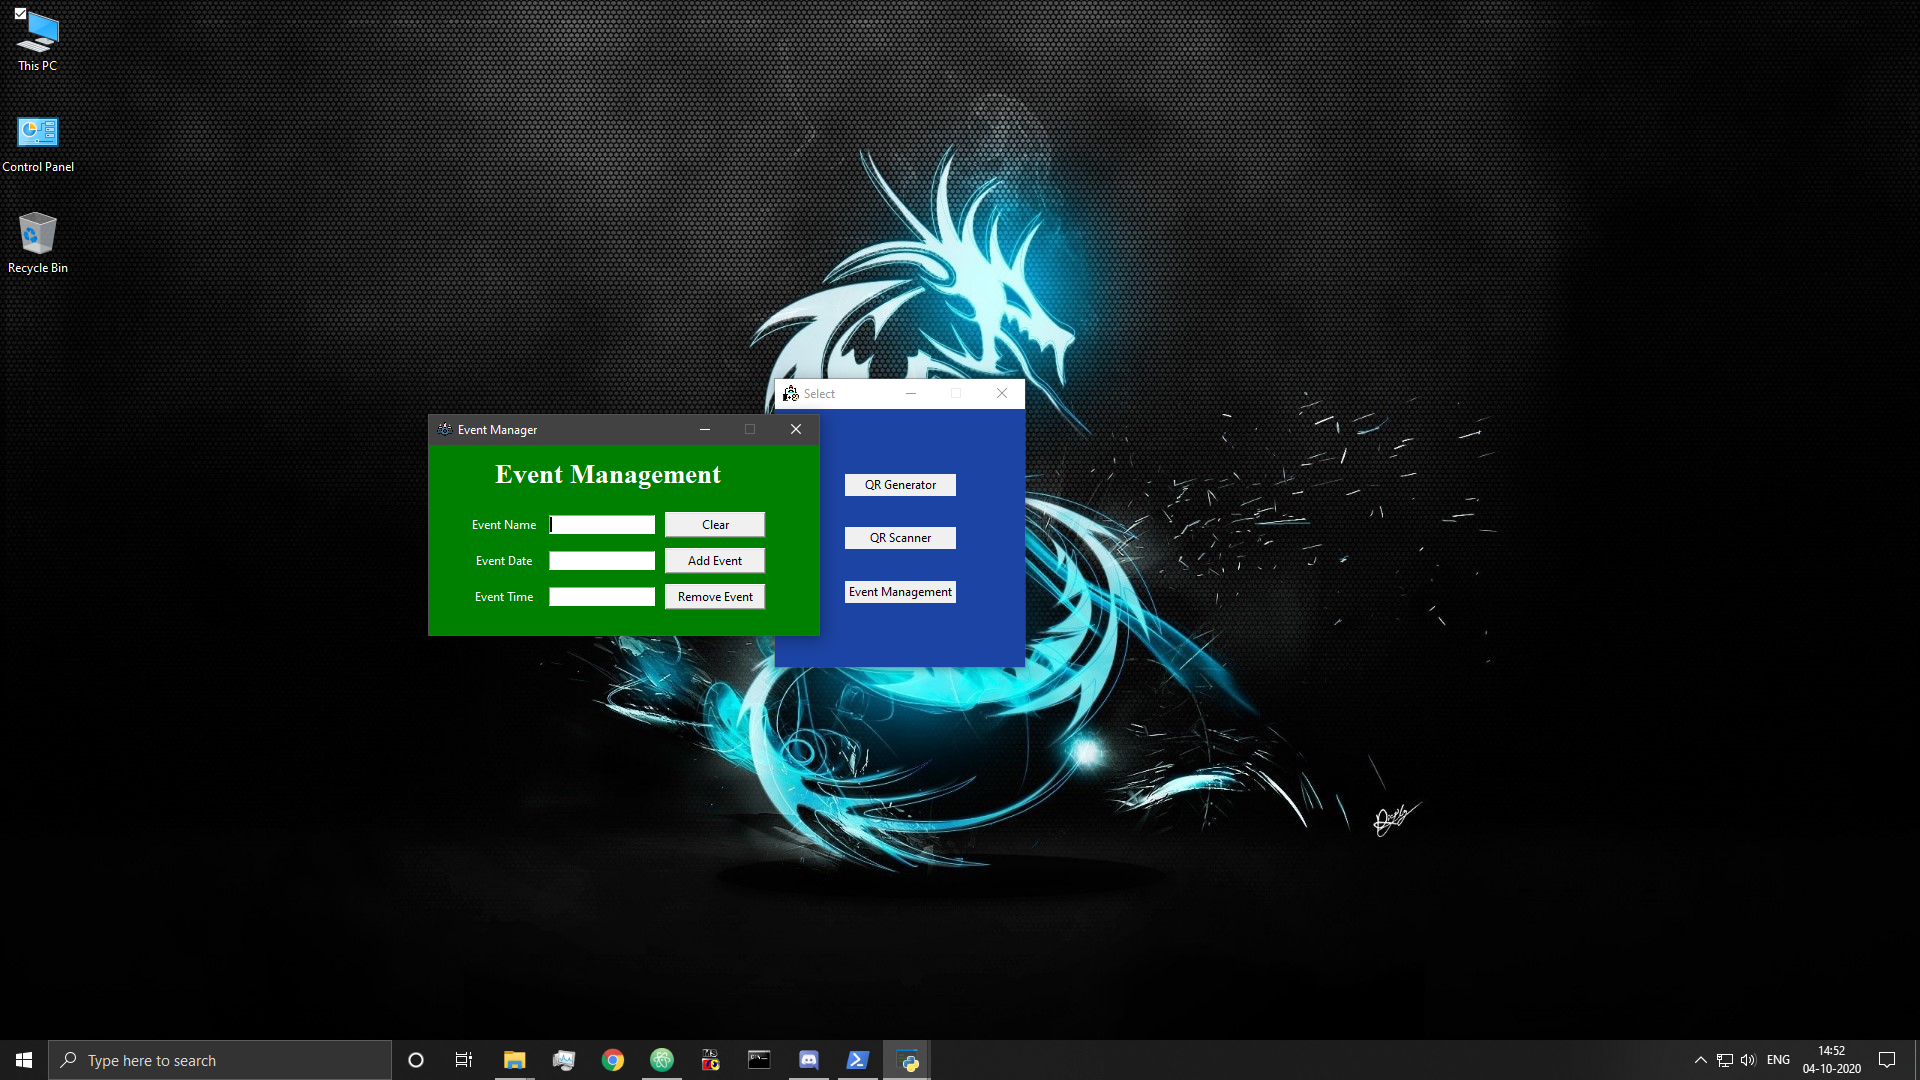 This PC
Control Panel
Recycle Bin
Select
QR Generator
QR Scanner
Event Management
Event Manager
Event Management
Event Name
Clear
Event Date
Add Event
Event Time
Remove Event
Type here to search
ENG
14:52
04-10-2020